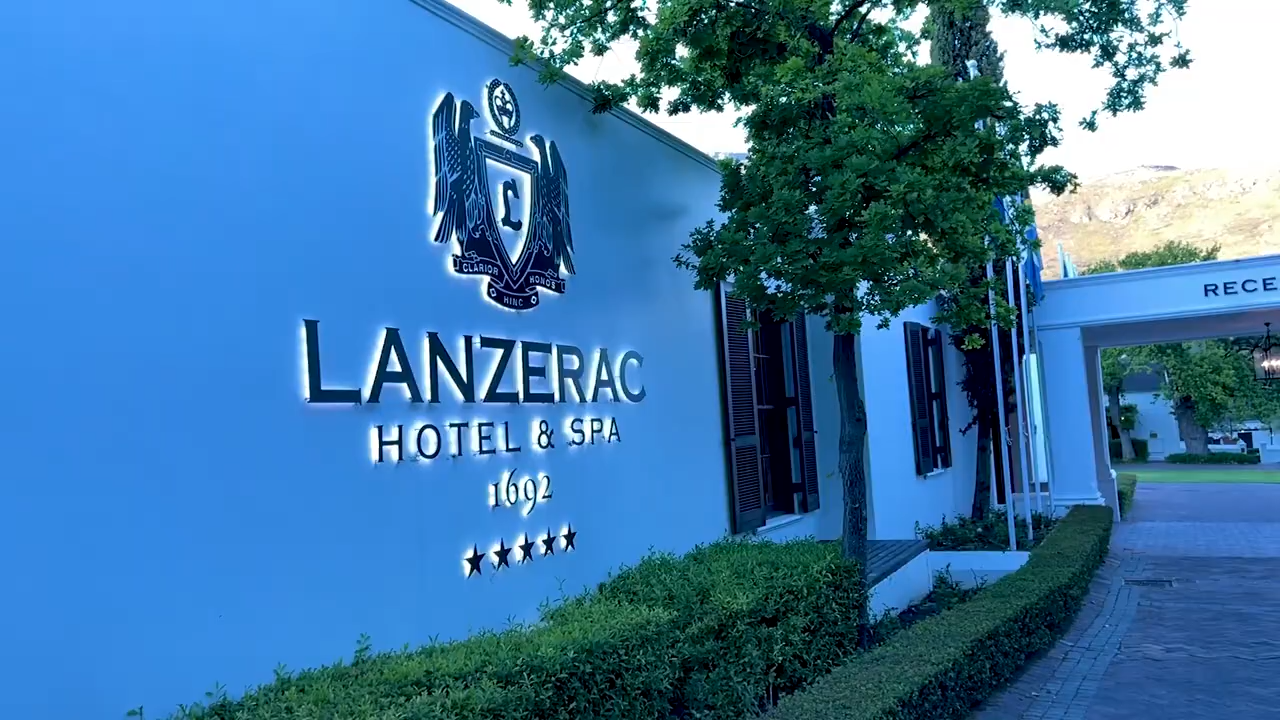 L
CLARIOR HINC HONOS
LANZERAC
HOTEL & SPA
1692
RECE